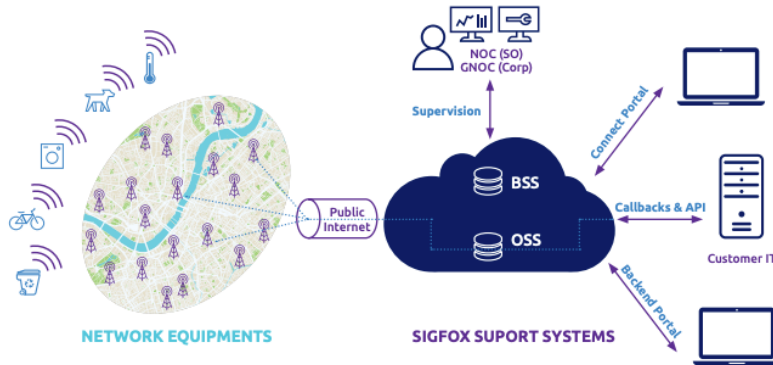 NOC (SO)
GNOC (Corp)
Supervision
Connect Portal
BSS
Public
Internet
Callbacks & API
OSS
Customer IT
Backend Portal
NETWORK EQUIPMENTS
SIGFOX SUPORT SYSTEMS